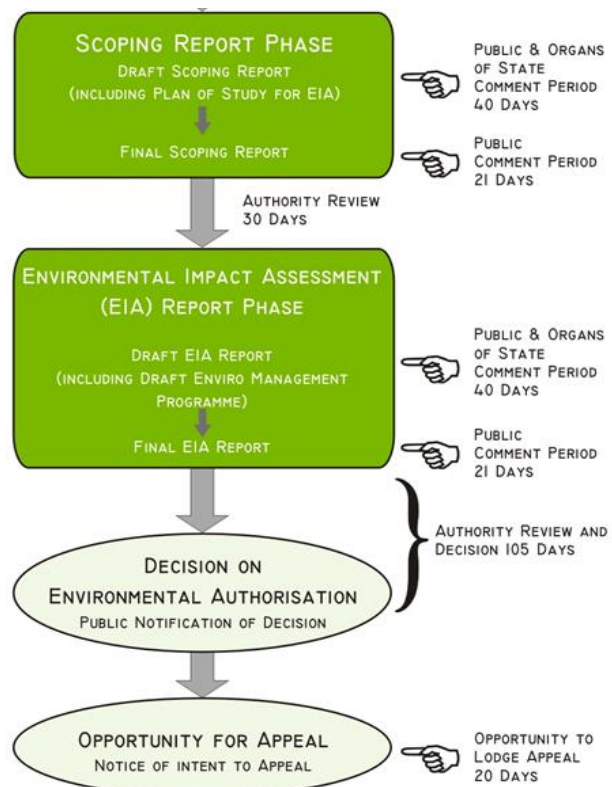 SCOPING REPORT PHASE
DRAFT SCOPING REPORT
(INCLUDING PLAN OF STUDY FOR EIA)
FINAL SCOPING REPORT
PUBLIC & ORGANS
OF STATE
COMMENT PERIOD
40 DAYS
PUBLIC
COMMENT PERIOD
21 DAYS
AUTHORITY REVIEW
30 DAYS
ENVIRONMENTAL IMPACT ASSESSMENT
(EIA) REPORT PHASE
DRAFT EIA REPORT
(INCLUDING DRAFT ENVIRO MANAGEMENT
PROGRAMME)
FINAL EIA REPORT
PUBLIC & ORGANS
OF STATE
COMMENT PERIOD
40 DAYS
PUBLIC
COMMENT PERIOD
21 DAYS
AUTHORITY REVIEW AND
DECISION 105 DAYS
DECISION ON
ENVIRONMENTAL AUTHORISATION
PUBLIC NOTIFICATION OF DECISION
OPPORTUNITY FOR APPEAL
NOTICE OF INTENT TO APPEAL
OPPORTUNITY TO
LODGE APPEAL
20 DAYS